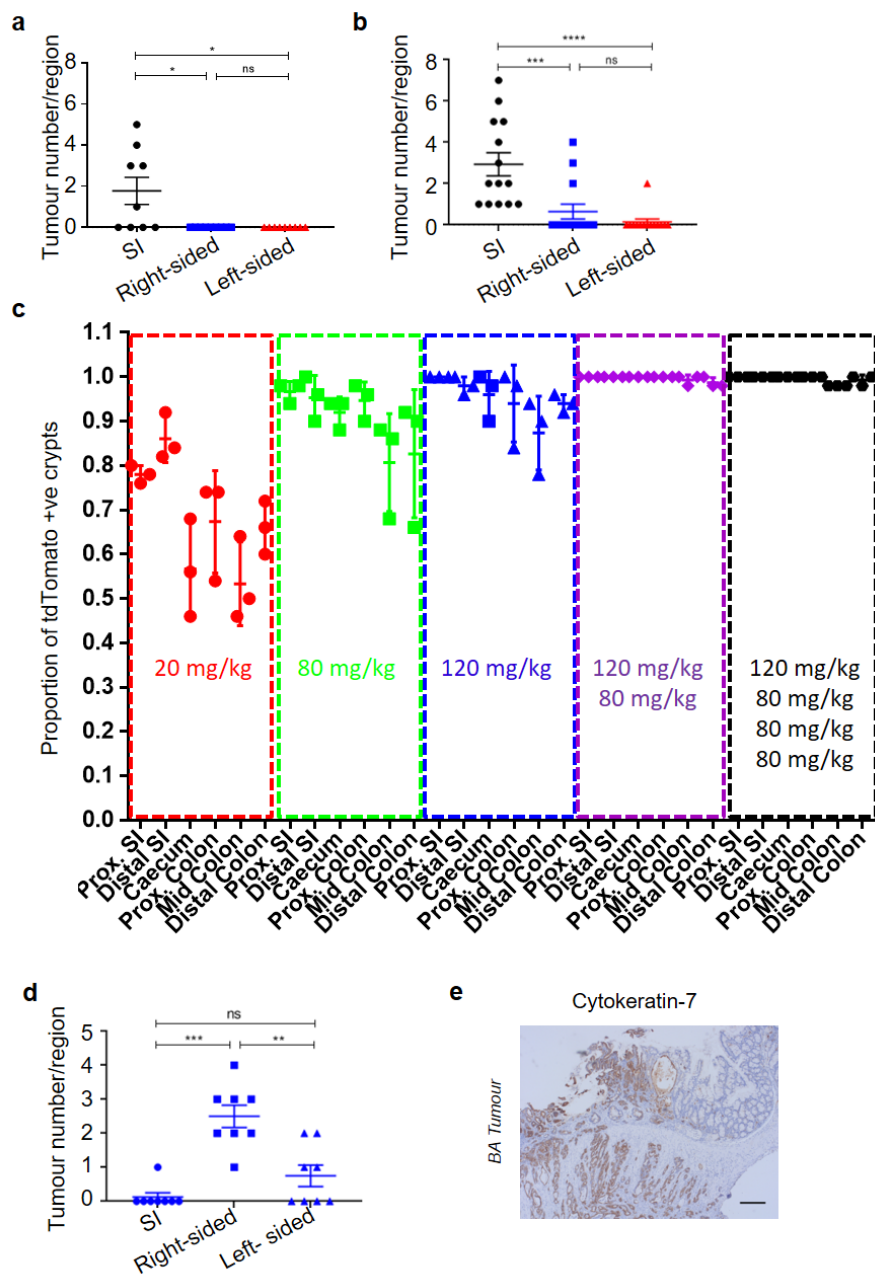 a
*
*
ns
Tumour number/region
8
6
4
2
0
SI
Right-sided
Left-sided
b
****
***
ns
Tumour number/region
8
6
4
2
0
SI
Right-sided
Left-sided
c
Proportion of tdTomato +ve crypts
1.1
1.0
0.9
0.8
0.7
0.6
0.5
0.4
0.3
0.2
0.1
0.0
20 mg/kg
80 mg/kg
120 mg/kg
120 mg/kg
80 mg/kg
120 mg/kg
80 mg/kg
80 mg/kg
80 mg/kg
Prox. SI
Distal SI
Caecum
Prox. Colon
Mid Colon
Distal Colon
Prox. SI
Distal SI
Caecum
Prox. Colon
Mid Colon
Distal Colon
Prox. SI
Distal SI
Caecum
Prox. Colon
Mid Colon
Distal Colon
Prox. SI
Distal SI
Caecum
Prox. Colon
Mid Colon
Distal Colon
Prox. SI
Distal SI
Caecum
Prox. Colon
Mid Colon
Distal Colon
d
ns
***
**
Tumour number/region
5
4
3
2
1
0
SI
Right-sided
Left- sided
e
Cytokeratin-7
BA Tumour